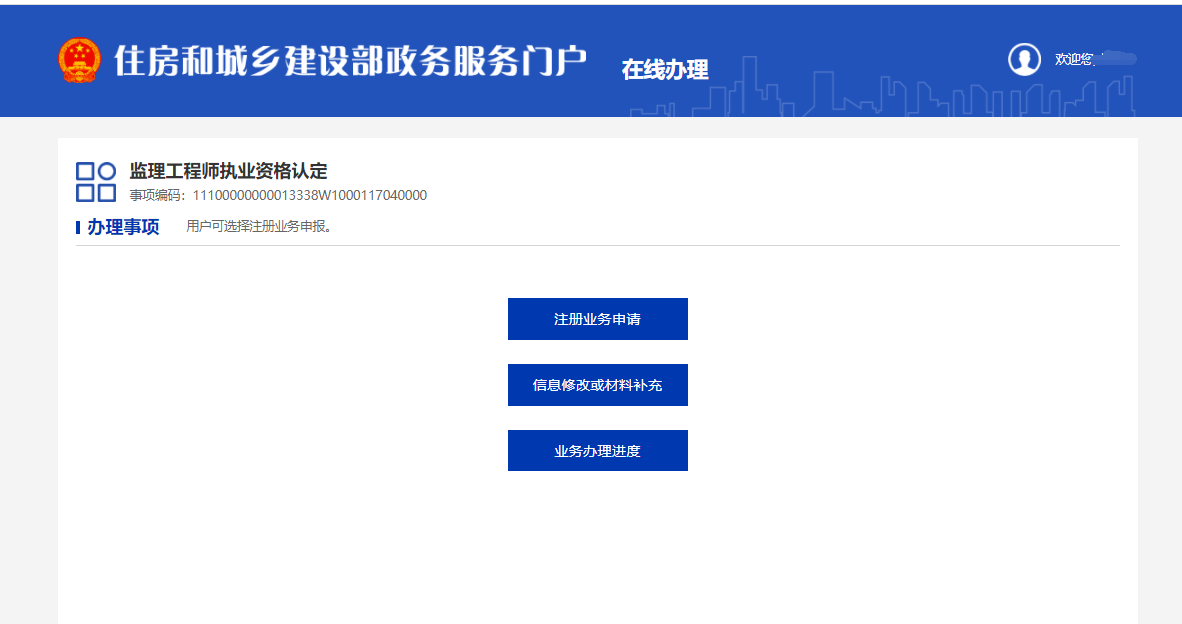 住房和城乡建设部政务服务门户
在线办理
欢迎您,
监理工程师执业资格认定
事项编码：11100000000013338W1000117040000
办理事项
用户可选择注册业务申报。
注册业务申请
信息修改或材料补充
业务办理进度